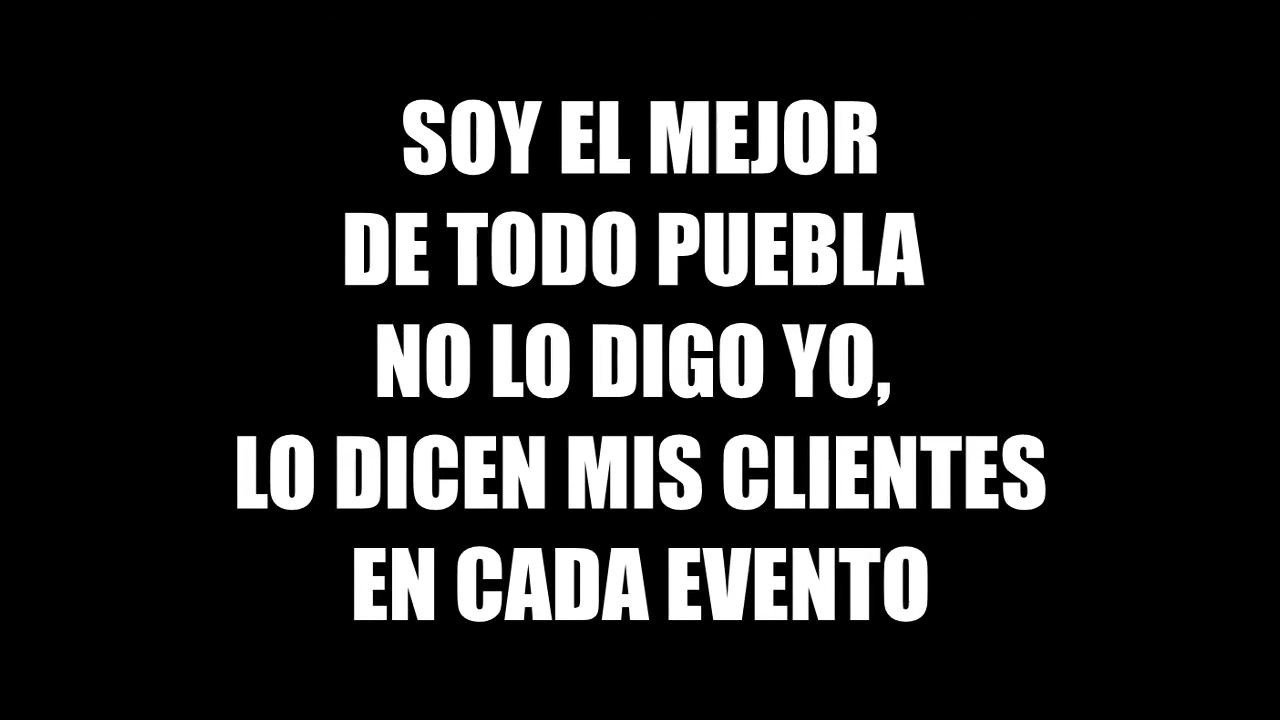 SOY EL MEJOR
DE TODO PUEBLA
NO LO DIGO YO,
LO DICEN MIS CLIENTES
EN CADA EVENTO